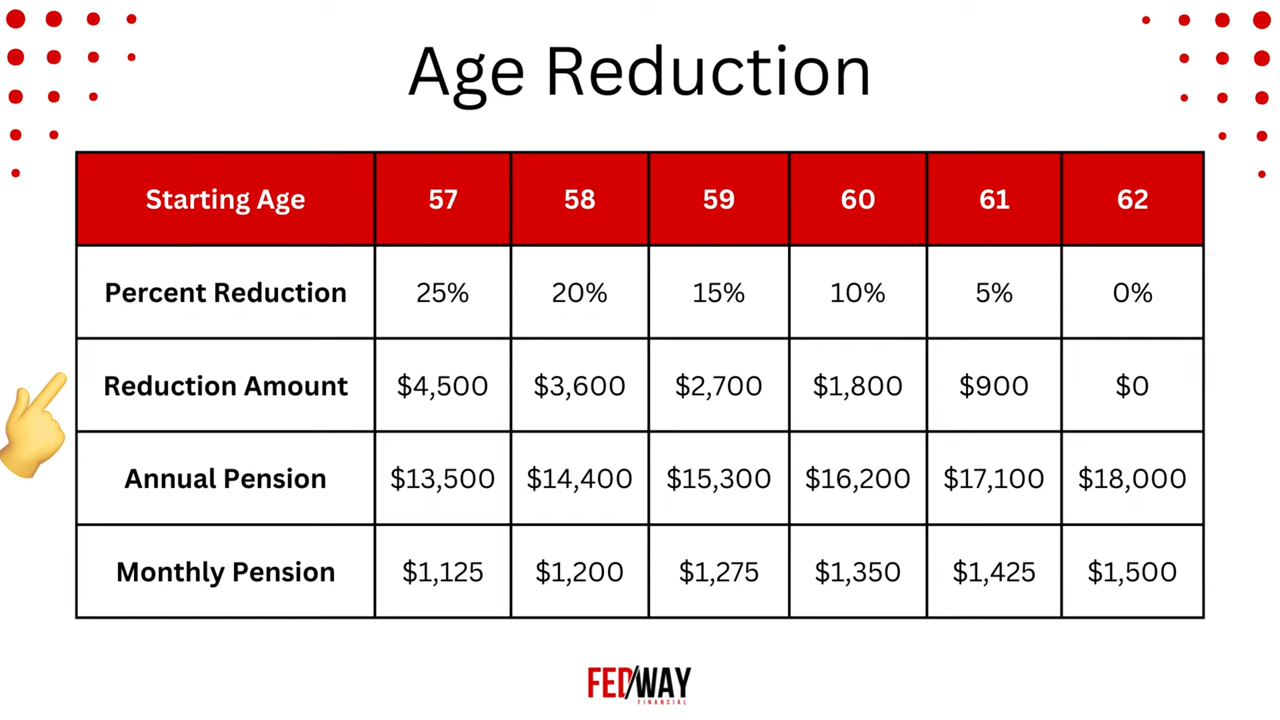 Age Reduction
Starting Age 57 58 59 60 61 62
Percent Reduction 25% 20% 15% 10% 5% 0%
Reduction Amount $4,500 $3,600 $2,700 $1,800 $900 $0
Annual Pension $13,500 $14,400 $15,300 $16,200 $17,100 $18,000
Monthly Pension $1,125 $1,200 $1,275 $1,350 $1,425 $1,500
FED/WAY
FINANCIAL